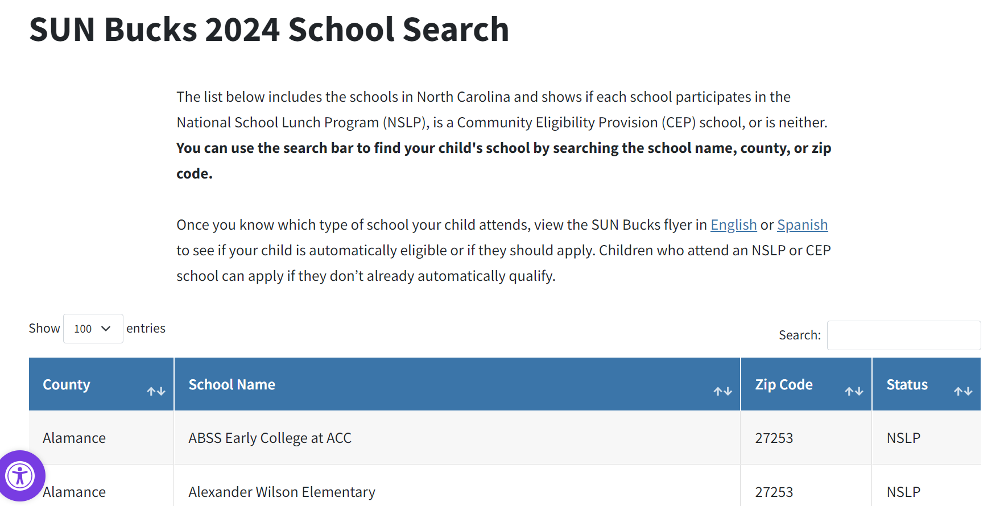 SUN Bucks 2024 School Search
The list below includes the schools in North Carolina and shows if each school participates in the
National School Lunch Program (NSLP), is a Community Eligibility Provision (CEP) school, or is neither.
You can use the search bar to find your child's school by searching the school name, county, or zip
code.
Once you know which type of school your child attends, view the SUN Bucks flyer in English or Spanish
to see if your child is automatically eligible or if they should apply. Children who attend an NSLP or CEP
school can apply if they don’t already automatically qualify.
Show 100 entries
Search:
County School Name Zip Code Status
Alamance ABSS Early College at ACC 27253 NSLP
Alamance Alexander Wilson Elementary 27253 NSLP